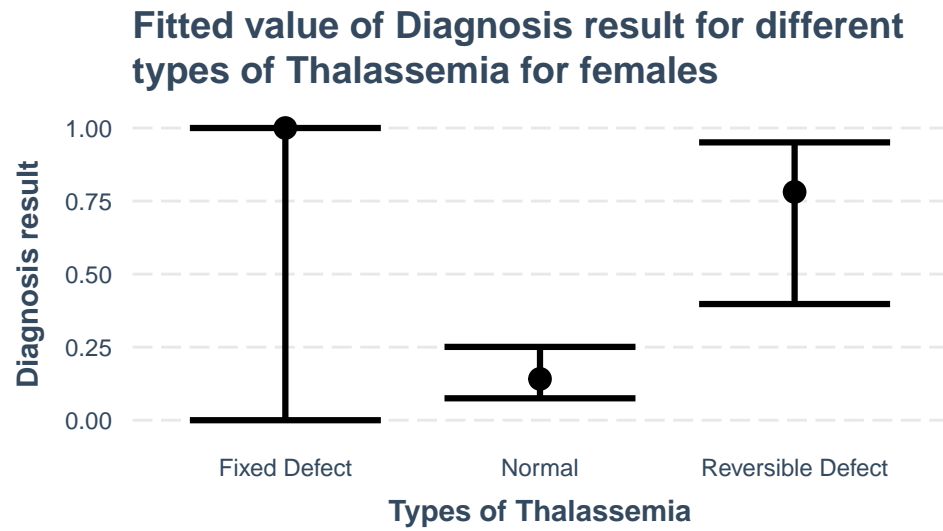 Fitted value of Diagnosis result for different
types of Thalassemia for females
Diagnosis result
1.00
0.75
0.50
0.25
0.00
Fixed Defect
Normal
Reversible Defect
Types of Thalassemia